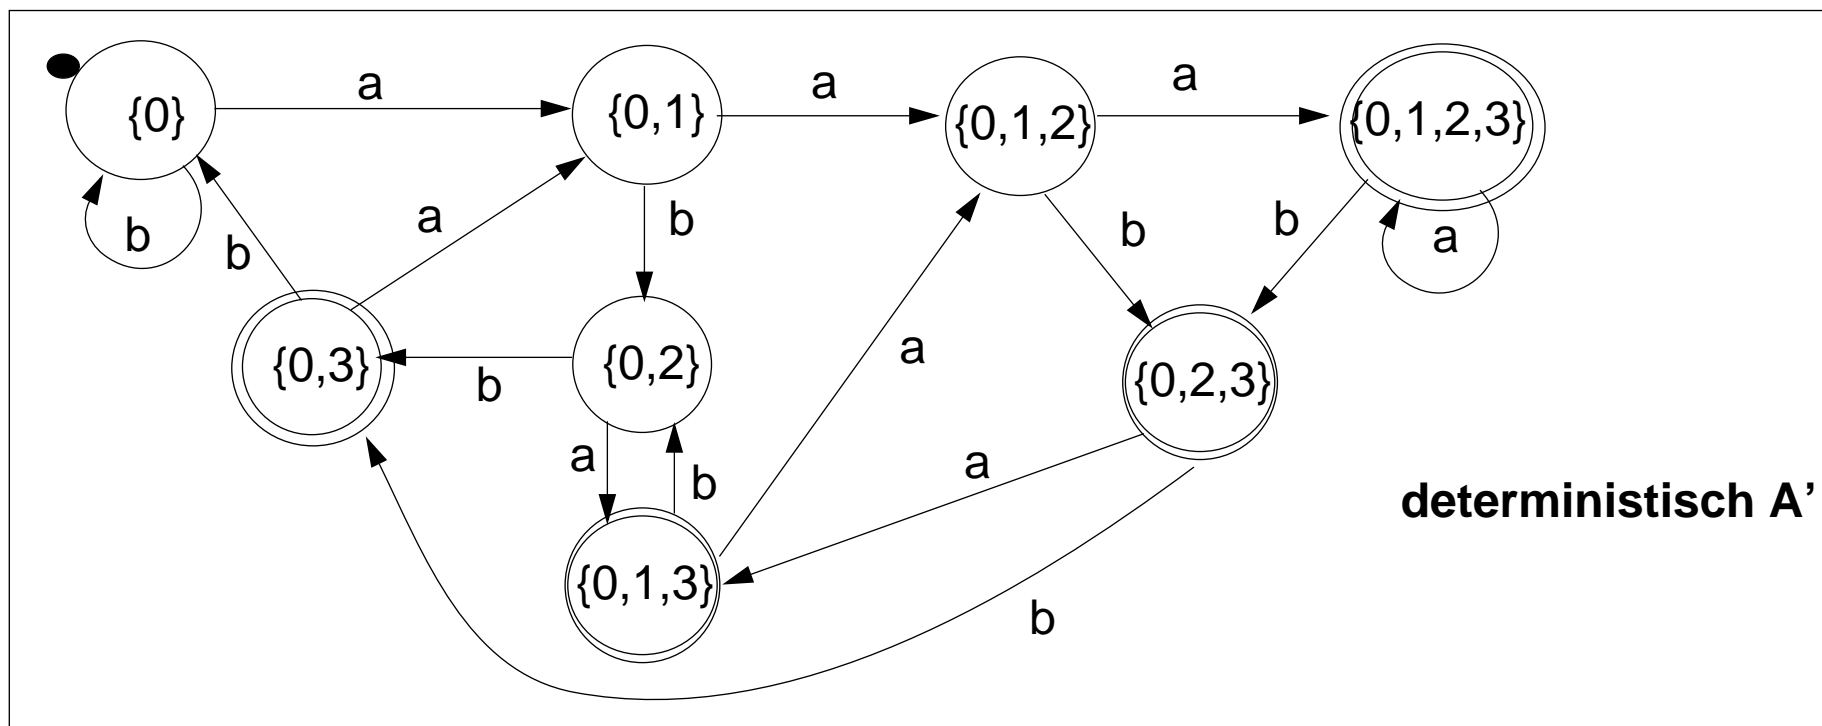 a
a
a
{0}
{0,1}
{0,1,2}
{0,1,2,3}
b
b
a
b
b
b
a
{0,3}
b
{0,2}
a
{0,2,3}
a
b
a
deterministisch A’
{0,1,3}
b